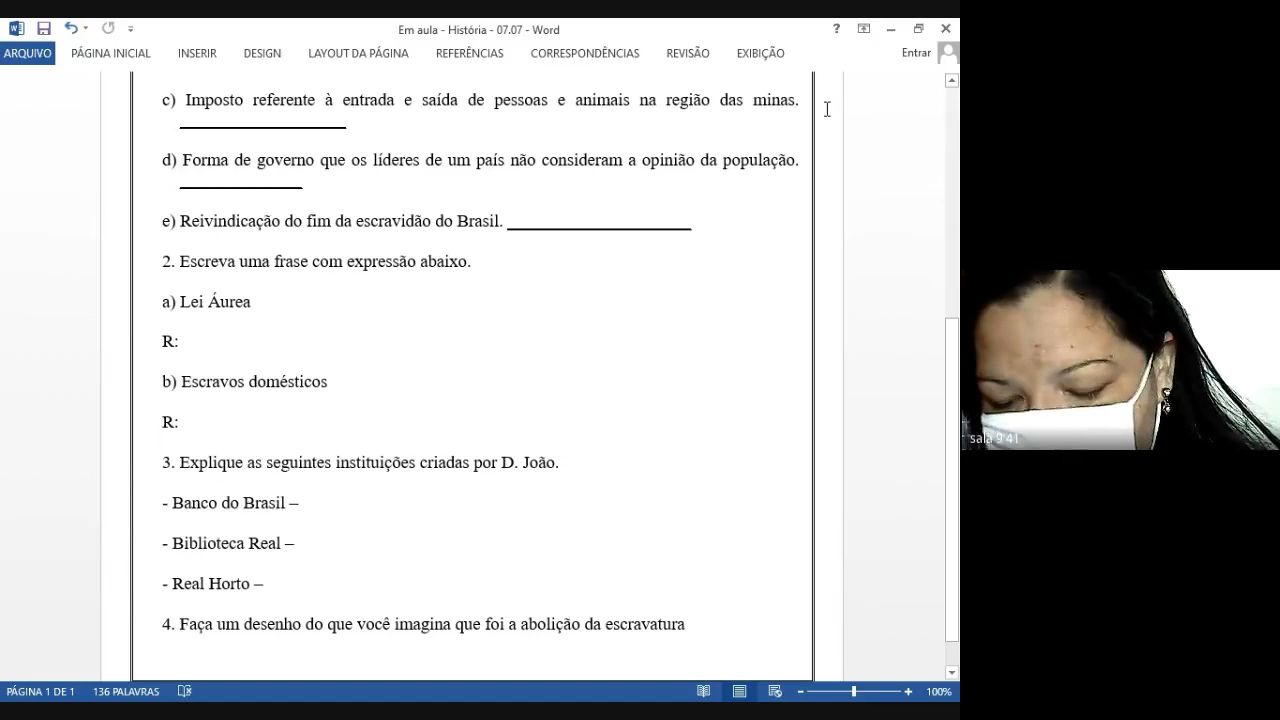 Em aula - História - 07.07 - Word
?
ARQUIVO PÁGINA INICIAL INSERIR DESIGN LAYOUT DA PÁGINA REFERÊNCIAS CORRESPONDÊNCIAS REVISÃO EXIBIÇÃO Entrar
c) Imposto referente à entrada e saída de pessoas e animais na região das minas.
d) Forma de governo que os líderes de um país não consideram a opinião da população.
e) Reivindicação do fim da escravidão do Brasil. ____________________
2. Escreva uma frase com expressão abaixo.
a) Lei Áurea
R:
b) Escravos domésticos
R:
3. Explique as seguintes instituições criadas por D. João.
- Banco do Brasil –
- Biblioteca Real –
- Real Horto –
4. Faça um desenho do que você imagina que foi a abolição da escravatura
sala 9'41
PÁGINA 1 DE 1 136 PALAVRAS 100%